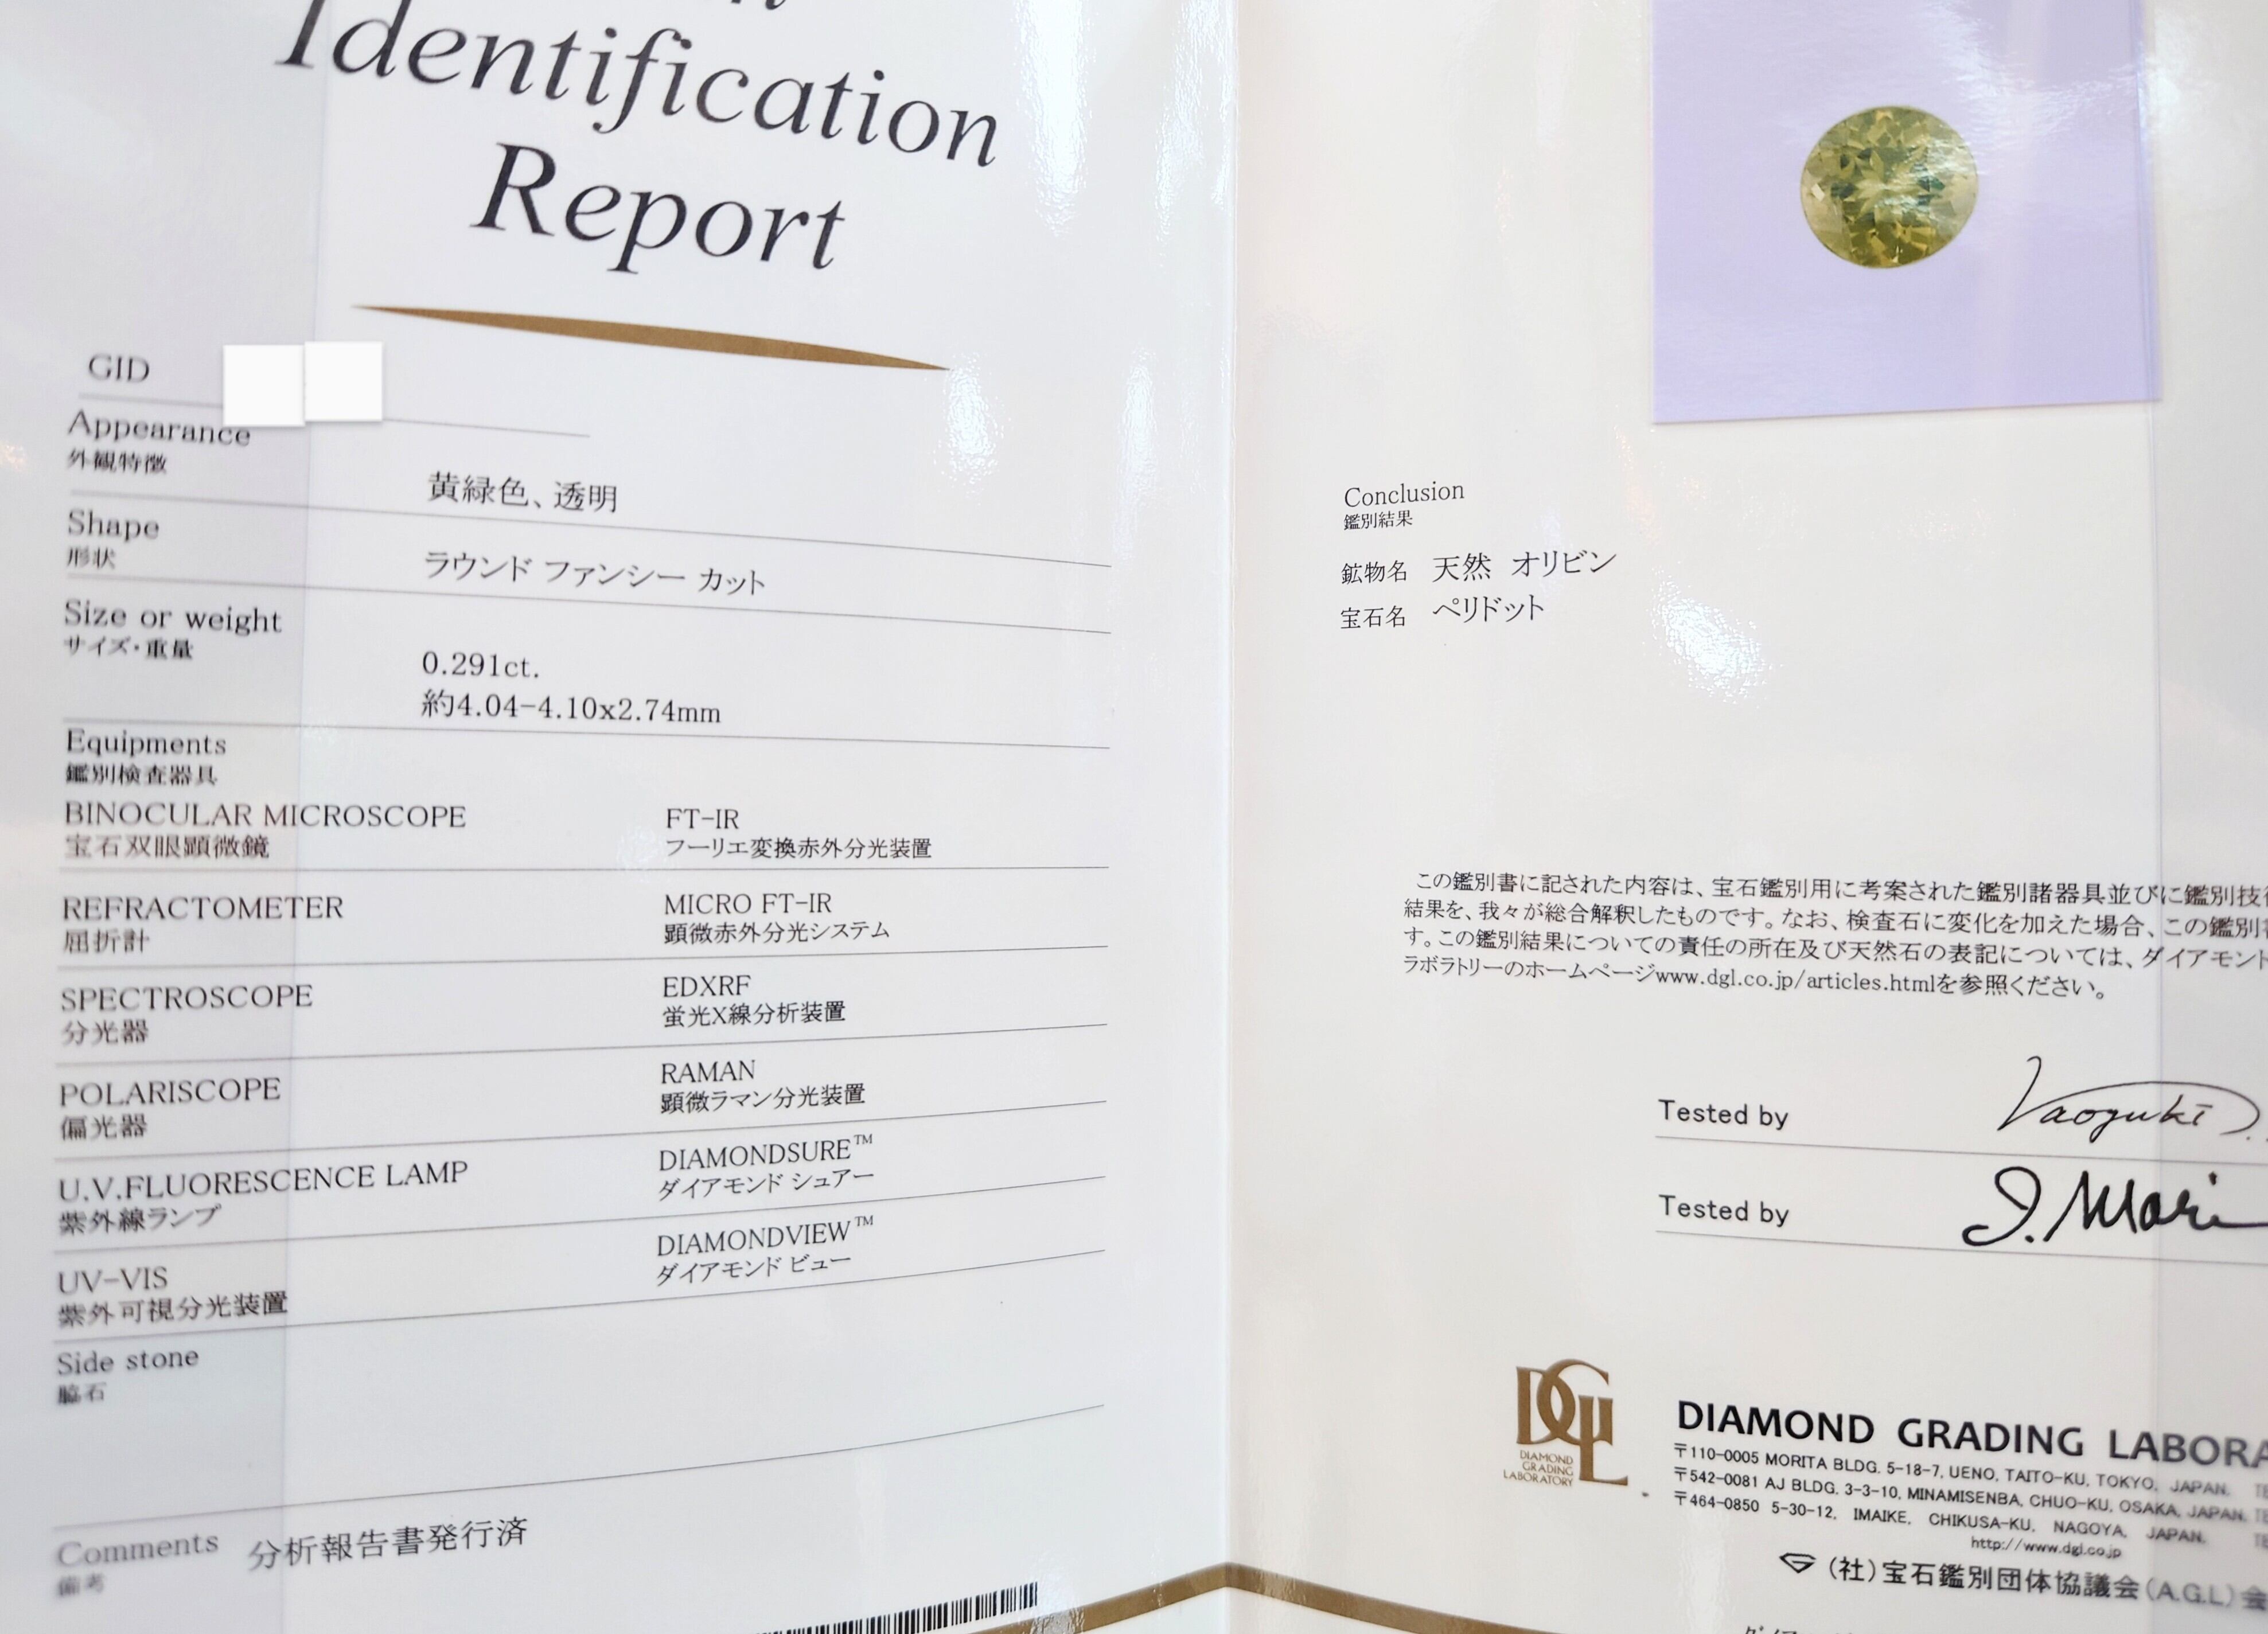 Identification
Report
GID
Appearance
外観特徴
黄緑色、透明
Shape
形状
ラウンド ファンシー カット
Size or weight
サイズ・重量
0.291ct.
約4.04-4.10x2.74mm
Equipments
鑑別検査器具
BINOCULAR MICROSCOPE
宝石双眼顕微鏡
FT-IR
フーリエ変換赤外分光装置
REFRACTOMETER
屈折計
MICRO FT-IR
顕微赤外分光システム
SPECTROSCOPE
分光器
EDXRF
蛍光X線分析装置
POLARISCOPE
偏光器
RAMAN
顕微ラマン分光装置
U.V.FLUORESCENCE LAMP
紫外線ランプ
DIAMONDSURE™
ダイアモンド シュアー
UV-VIS
紫外可視分光装置
DIAMONDVIEW™
ダイアモンド ビュー
Side stone
脇石
Comments
備考
分析報告書発行済
Conclusion
鑑別結果
鉱物名 天然 オリビン
宝石名 ペリドット
この鑑別書に記された内容は、宝石鑑別用に考案された鑑別諸器具並びに鑑別技
結果を、我々が総合解釈したものです。なお、検査石に変化を加えた場合、この鑑別
す。この鑑別結果についての責任の所在及び天然石の表記については、ダイアモンド
ラボラトリーのホームページwww.dgl.co.jp/articles.htmlを参照ください。
Tested by
Tested by I. Mori
DGL
DIAMOND
GRADING
LABORATORY
DIAMOND GRADING LABORA
〒110-0005 MORITA BLDG. 5-18-7, UENO, TAITO-KU, TOKYO, JAPAN. TE
〒542-0081 AJ BLDG. 3-3-10, MINAMISENBA, CHUO-KU, OSAKA, JAPAN. TE
〒464-0850 5-30-12, IMAIKE, CHIKUSA-KU, NAGOYA, JAPAN. TE
http://www.dgl.co.jp
(社)宝石鑑別団体協議会(A.G.L)会